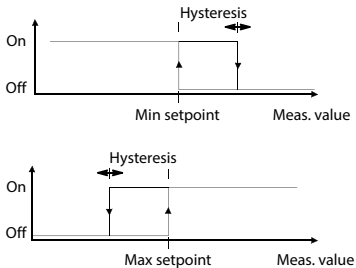 Hysteresis
On
Off
Min setpoint
Meas. value
Hysteresis
On
Off
Max setpoint
Meas. value